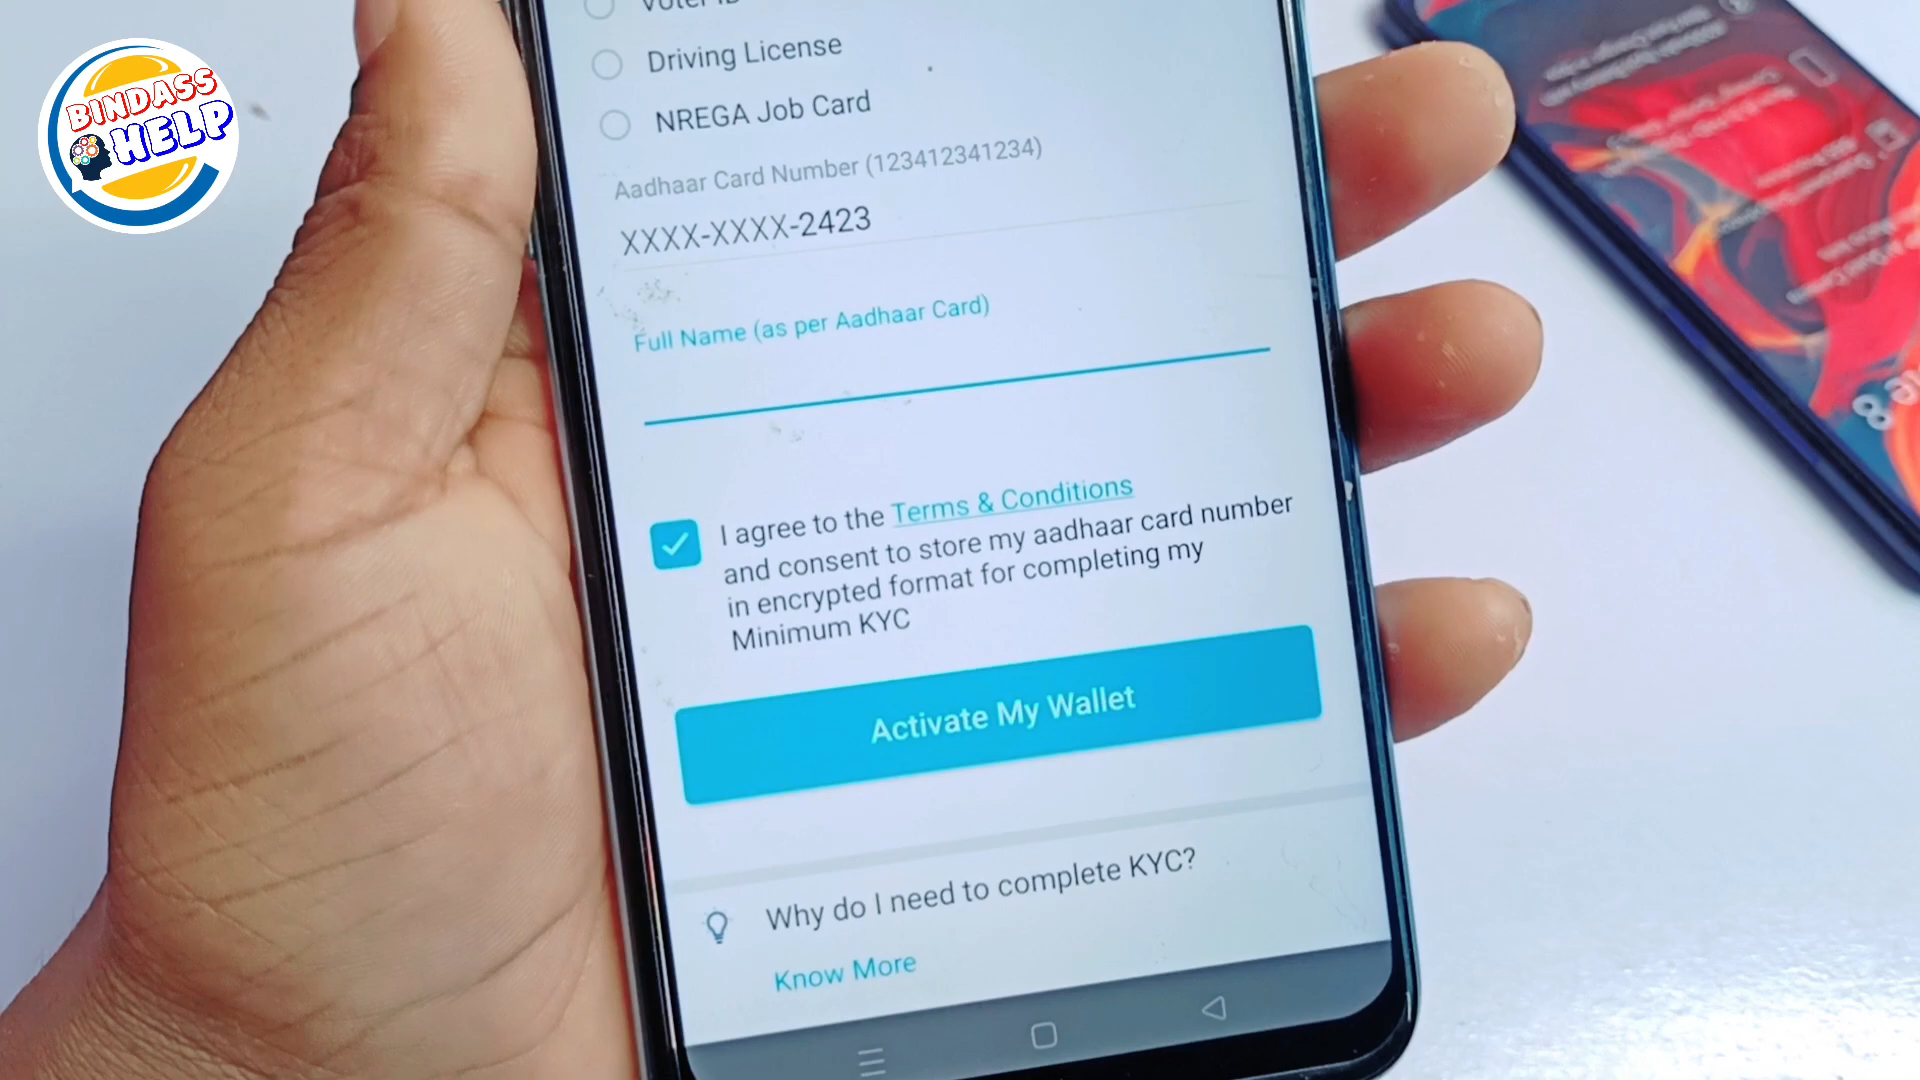 BINDASS
HELP
Voter ID
Driving License
NREGA Job Card
Aadhaar Card Number (123412341234)
XXXX-XXXX-2423
Full Name (as per Aadhaar Card)
I agree to the Terms & Conditions
and consent to store my aadhaar card number
in encrypted format for completing my
Minimum KYC
Activate My Wallet
Why do I need to complete KYC?
Know More